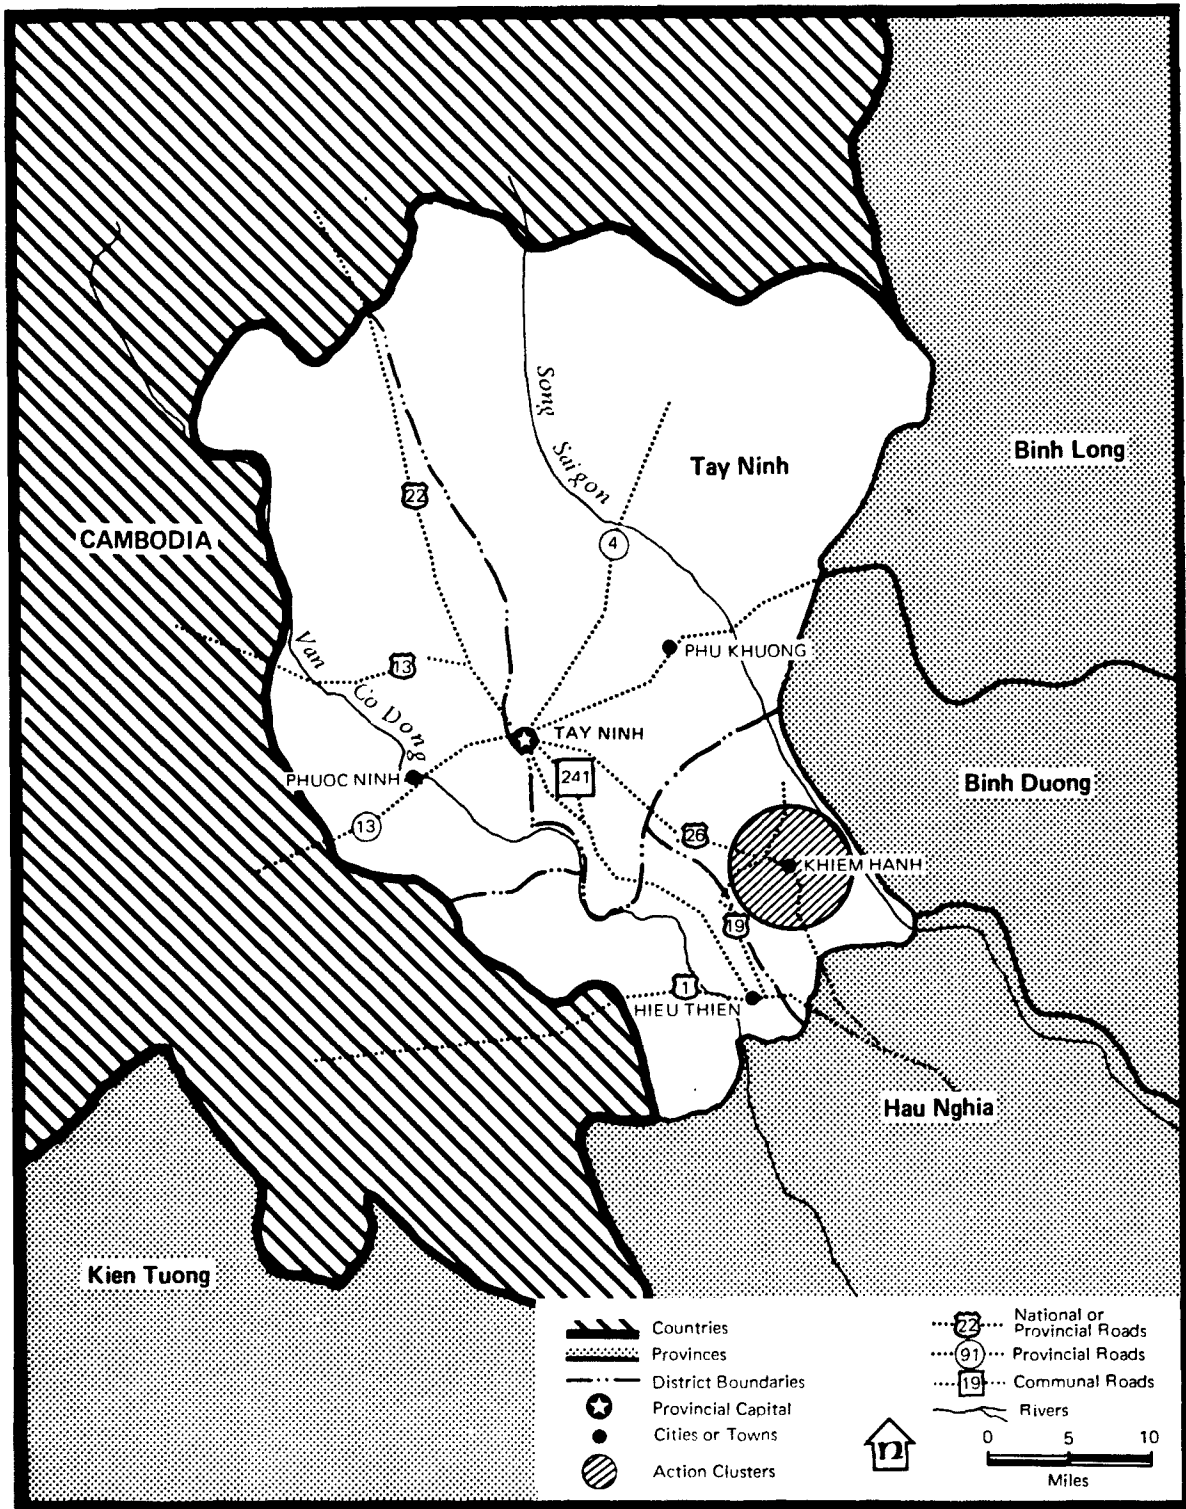 Song
Saigon
Tay Ninh
Binh Long
22
CAMBODIA
4
Van
Co Dong
13
PHU KHUONG
TAY NINH
PHUOC NINH
241
Binh Duong
13
26
KHIEM HANH
19
1
HIEU THIEN
Hau Nghia
Kien Tuong
Countries
Provinces
District Boundaries
Provincial Capital
Cities or Towns
Action Clusters
22
National or
Provincial Roads
91
Provincial Roads
19
Communal Roads
Rivers
n
0 5 10
Miles